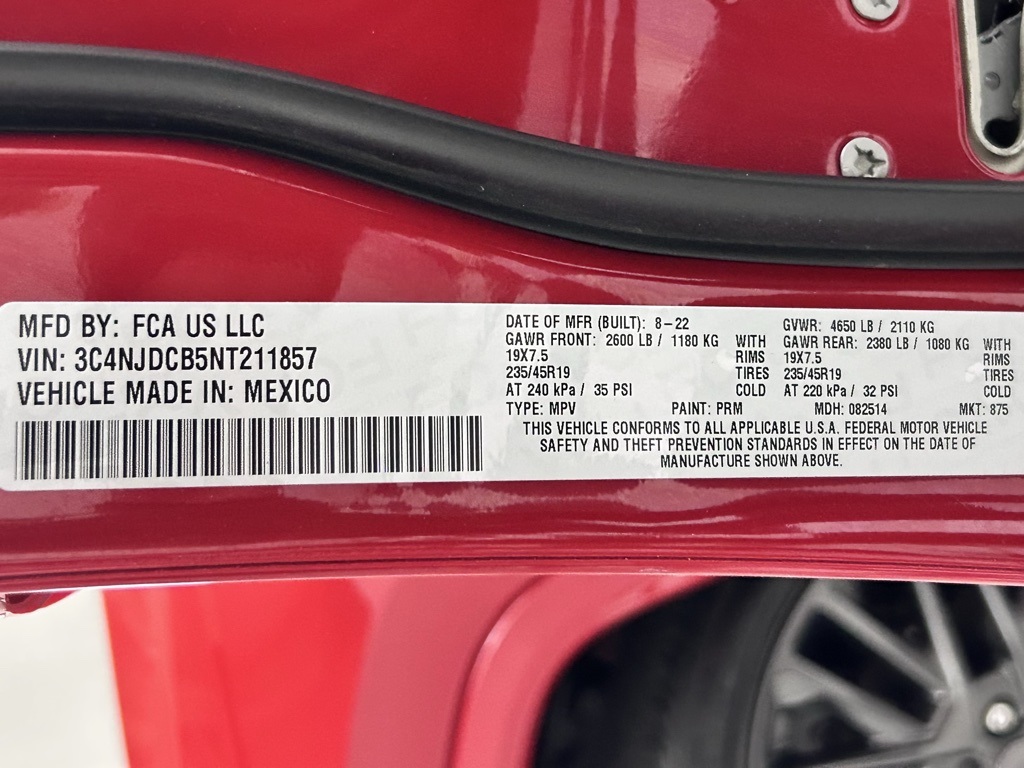 MFD BY: FCA US LLC
VIN: 3C4NJDCB5NT211857
VEHICLE MADE IN: MEXICO
DATE OF MFR (BUILT): 8-22
GAWR FRONT: 2600 LB / 1180 KG WITH
19X7.5 RIMS
235/45R19 TIRES
AT 240 kPa / 35 PSI COLD
GVWR: 4650 LB / 2110 KG
GAWR REAR: 2380 LB / 1080 KG WITH
19X7.5 RIMS
235/45R19 TIRES
AT 220 kPa / 32 PSI COLD
TYPE: MPV PAINT: PRM MDH: 082514 MKT: 875
THIS VEHICLE CONFORMS TO ALL APPLICABLE U.S.A. FEDERAL MOTOR VEHICLE
SAFETY AND THEFT PREVENTION STANDARDS IN EFFECT ON THE DATE OF
MANUFACTURE SHOWN ABOVE.